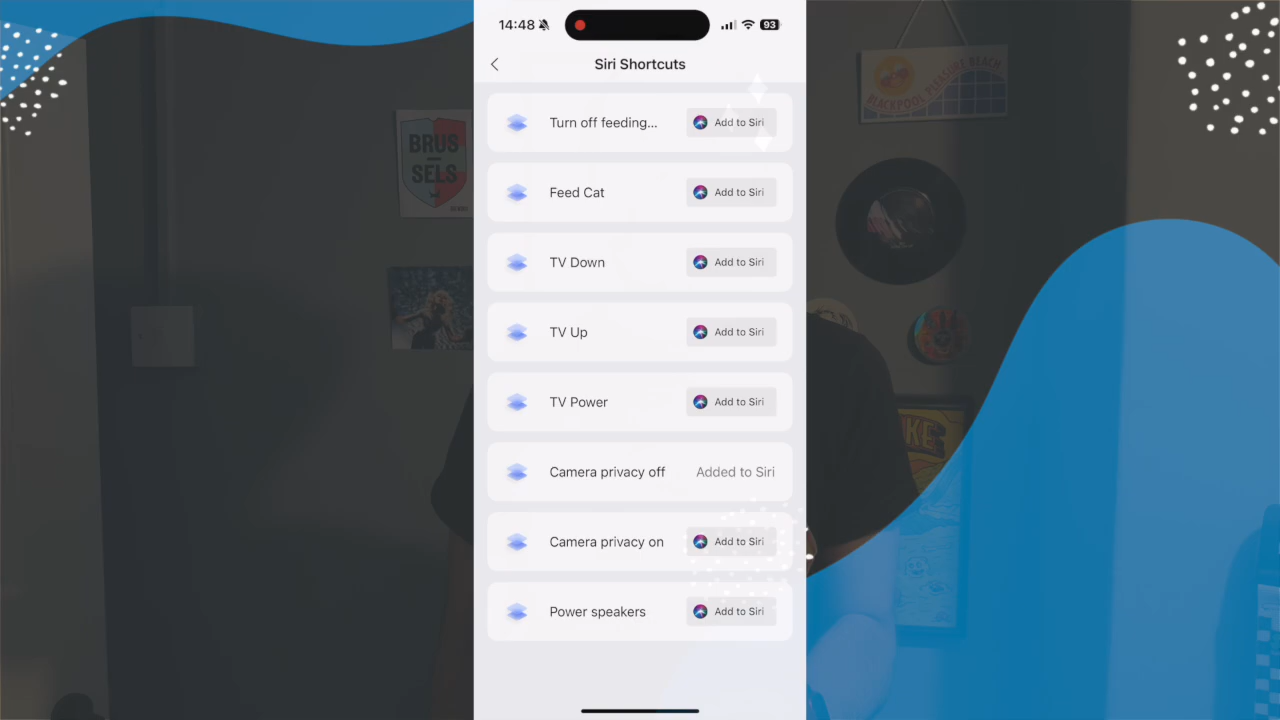 14:48
93
Siri Shortcuts
Turn off feeding...
Add to Siri
Feed Cat
Add to Siri
TV Down
Add to Siri
TV Up
Add to Siri
TV Power
Add to Siri
Camera privacy off
Added to Siri
Camera privacy on
Add to Siri
Power speakers
Add to Siri
BRUS
SELS
BLACKPOOL PLEASURE BEACH